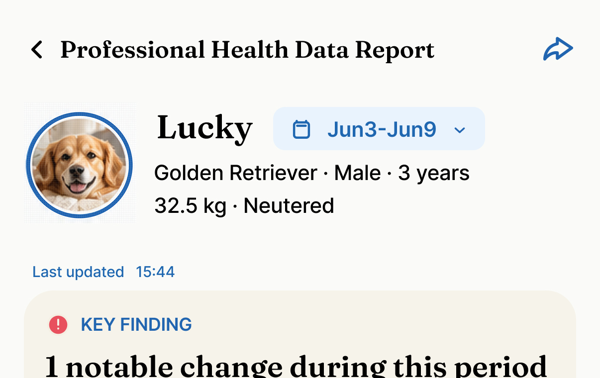 Professional Health Data Report
Lucky
Jun3-Jun9
Golden Retriever · Male · 3 years
32.5 kg · Neutered
Last updated 15:44
KEY FINDING
1 notable change during this period